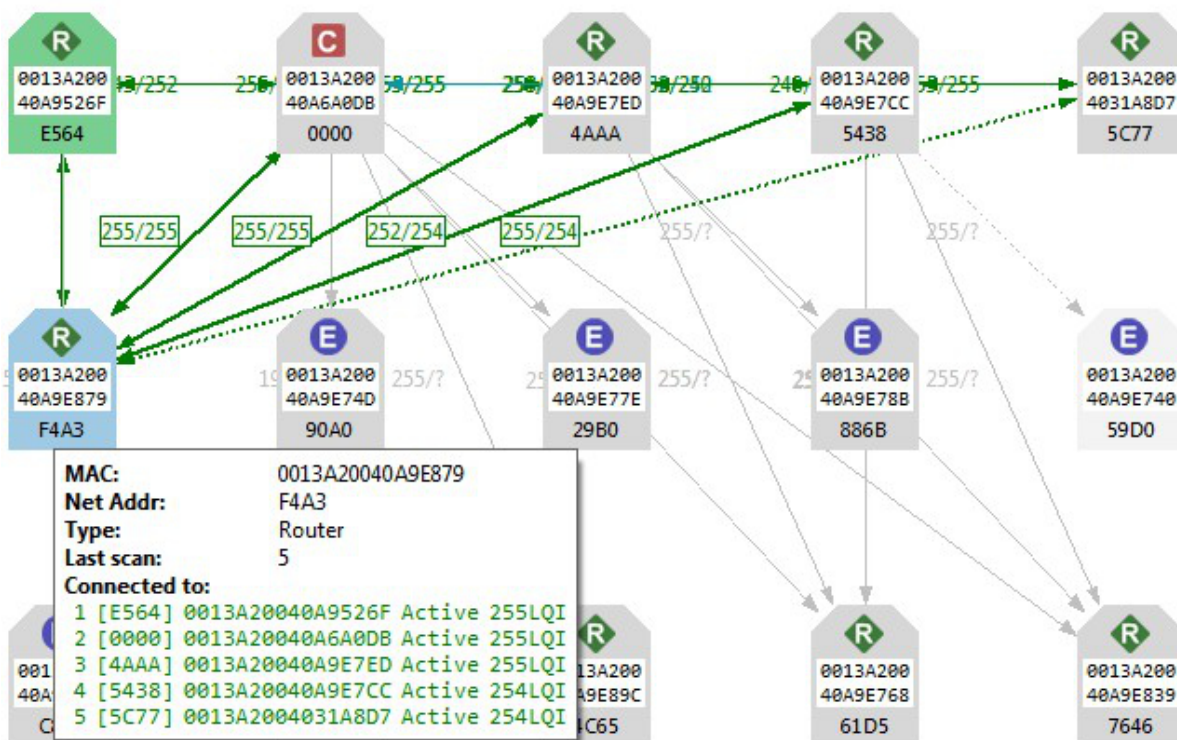 R
C
R
R
R
0013A200
40A9526F
E564
0013A200
40A6A0DB
0000
0013A200
40A9E7ED
4AAA
0013A200
40A9E7CC
5438
0013A200
4031A8D7
5C77
255/255
255/255
252/254
255/254
255/?
255/?
R
E
E
E
E
0013A200
40A9E879
F4A3
0013A200
40A9E74D
90A0
255/?
0013A200
40A9E77E
29B0
255/?
0013A200
40A9E78B
886B
255/?
0013A200
40A9E740
59D0
MAC: 0013A20040A9E879
Net Addr: F4A3
Type: Router
Last scan: 5
Connected to:
1 [E564] 0013A20040A9526F Active 255LQI
2 [0000] 0013A20040A6A0DB Active 255LQI
3 [4AAA] 0013A20040A9E7ED Active 255LQI
4 [5438] 0013A20040A9E7CC Active 254LQI
5 [5C77] 0013A2004031A8D7 Active 254LQI
R
R
R
0013A200
40A9E768
61D5
0013A200
40A9E839
7646